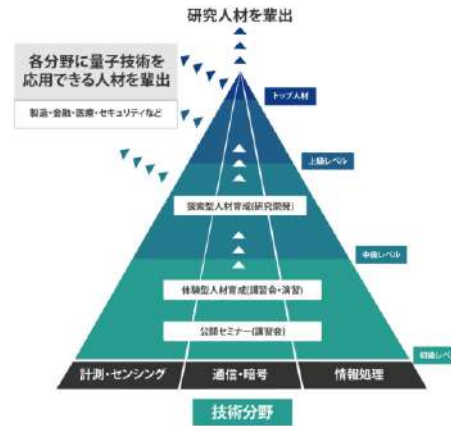 研究人材を輩出
各分野に量子技術を
応用できる人材を輩出
製造・金融・医療・セキュリティなど
トップ人材
上級レベル
探索型人材育成(研究開発)
中級レベル
体験型人材育成(講習会・演習)
公開セミナー(講習会)
初級レベ
計測・センシング
通信・暗号
情報処理
技術分野